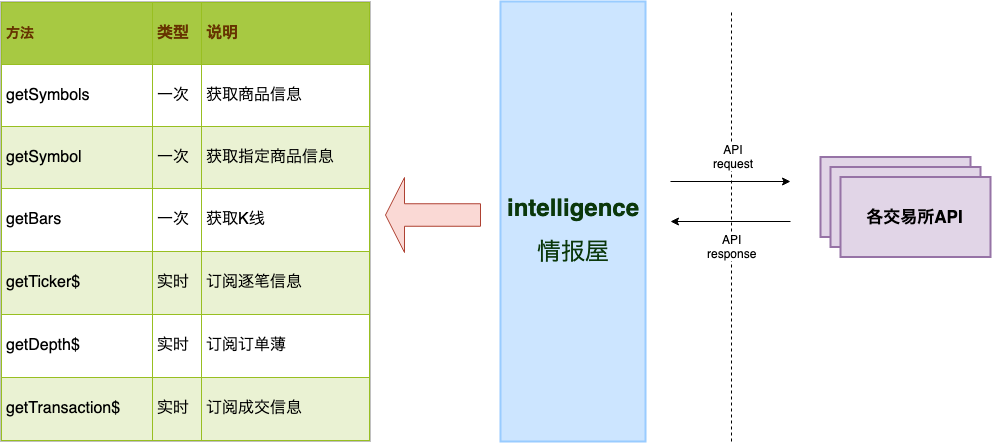 方法 类型 说明
getSymbols 一次 获取商品信息
getSymbol 一次 获取指定商品信息
getBars 一次 获取K线
getTicker$ 实时 订阅逐笔信息
getDepth$ 实时 订阅订单薄
getTransaction$ 实时 订阅成交信息
intelligence
情报屋
API
request
API
response
各交易所API